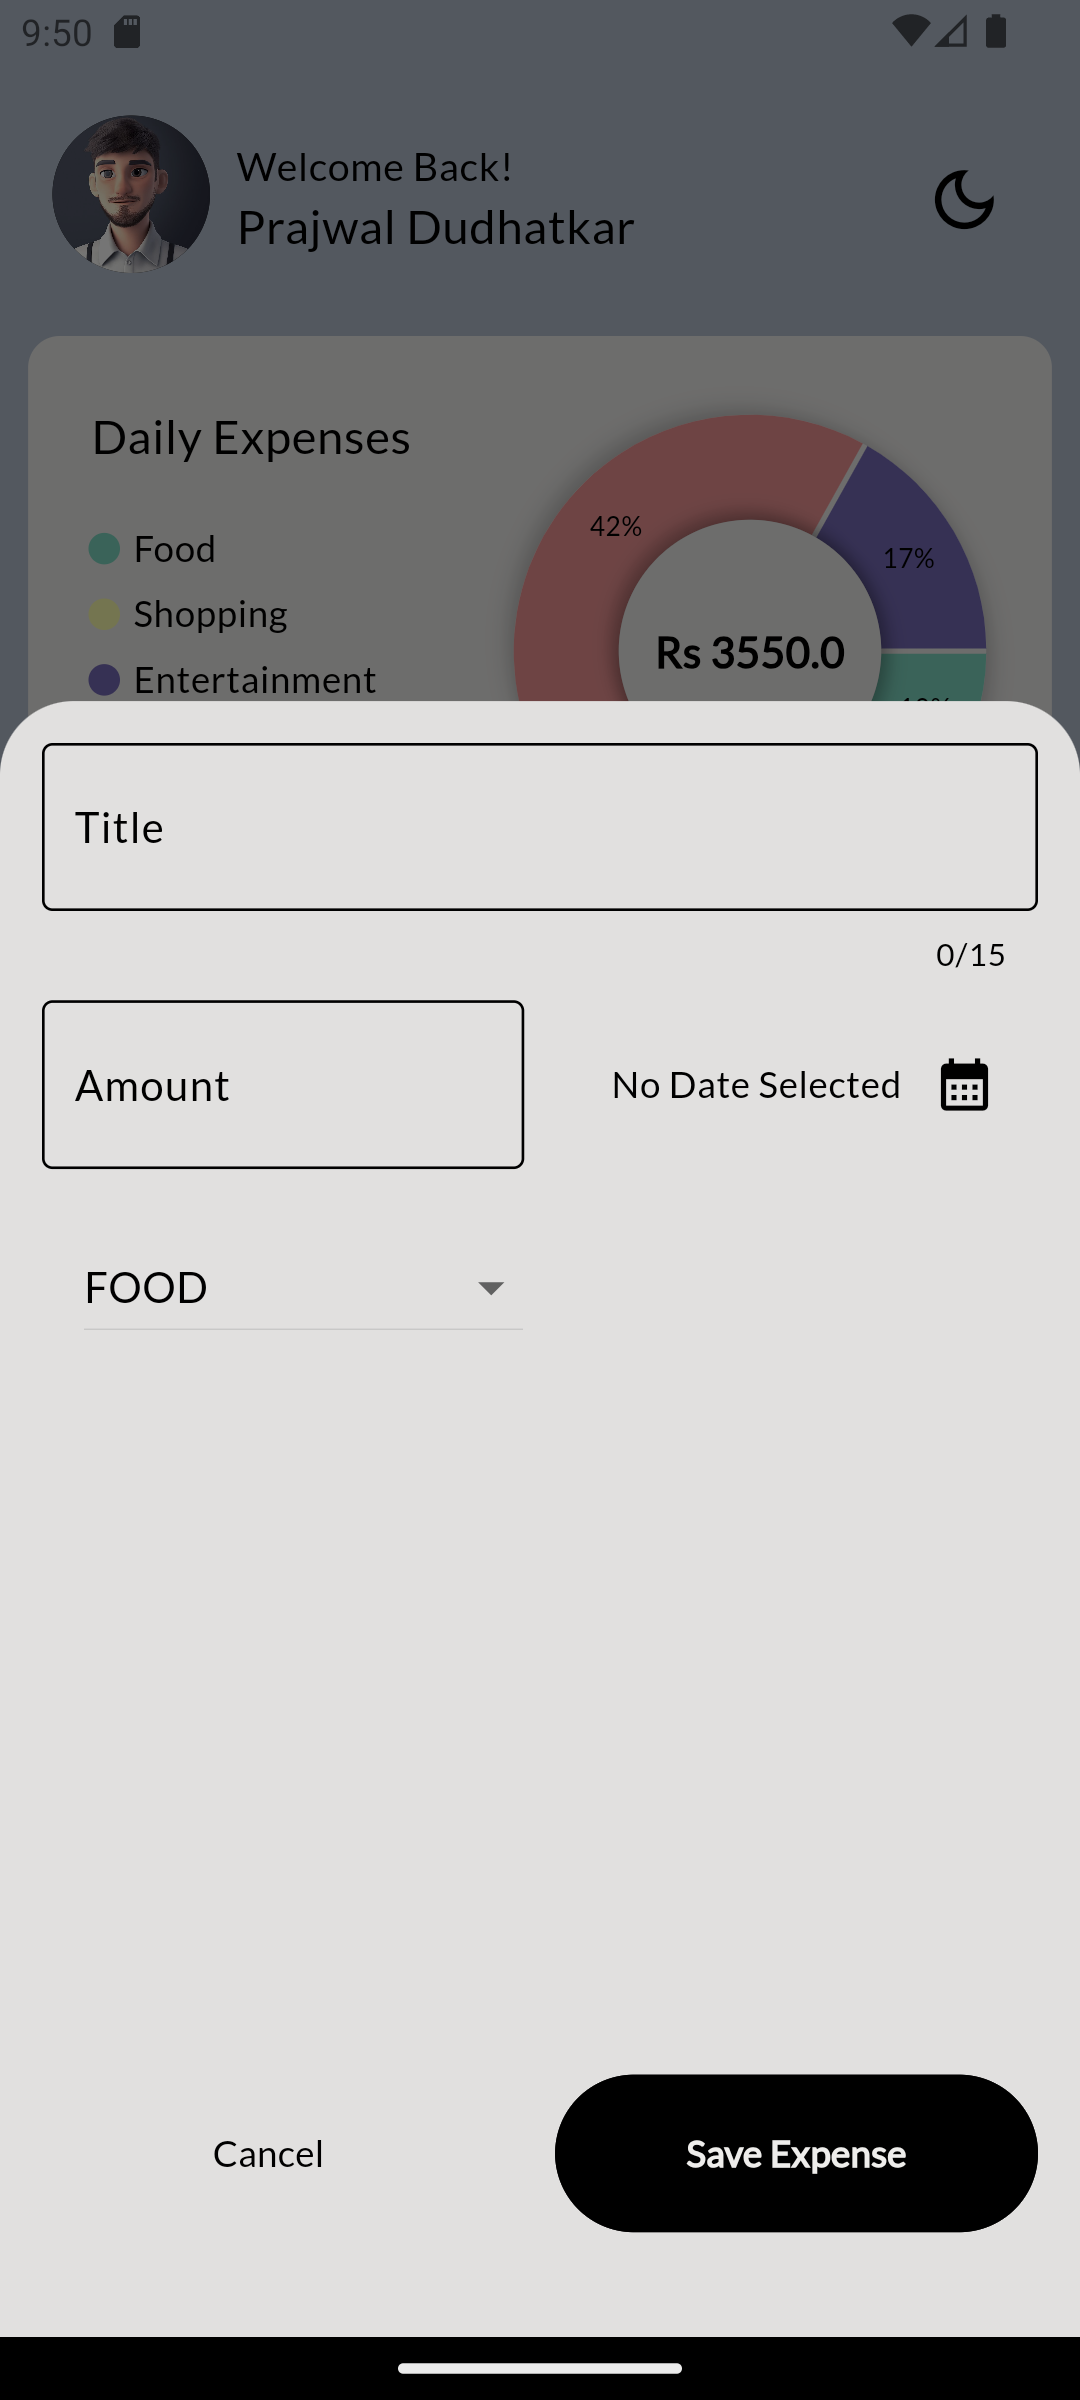 9:50
Welcome Back!
Prajwal Dudhatkar
Daily Expenses
42%
Food
17%
Shopping
Rs 3550.0
Entertainment
Title
0/15
Amount
No Date Selected
FOOD
Cancel
Save Expense